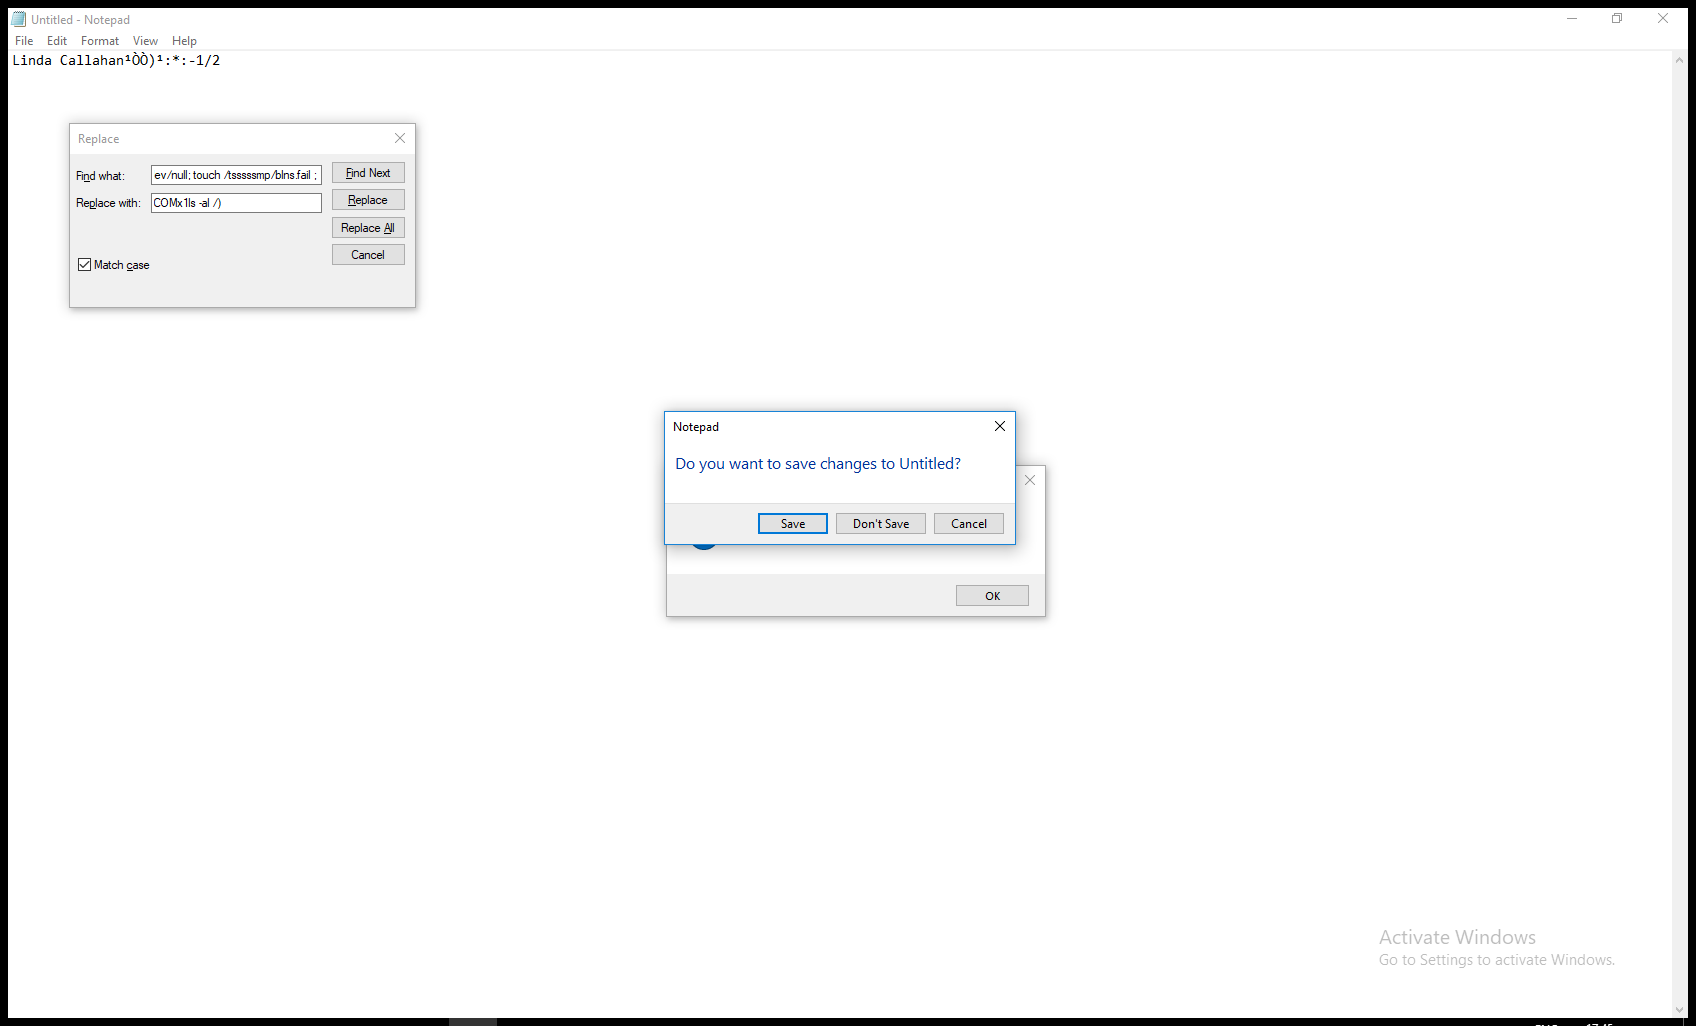 Untitled - Notepad
File Edit Format View Help
Linda Callahan¹ÒÒ)¹:*:-1/2
Replace
Find what: ev/null; touch /tsssssmp/blns.fail ; Find Next
Replace with: COMx1ls -al /) Replace
Replace All
Cancel
Match case
Notepad
Do you want to save changes to Untitled?
Save Don't Save Cancel
OK
Activate Windows
Go to Settings to activate Windows.